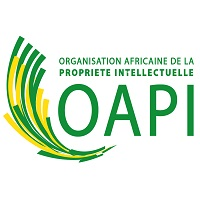 ORGANISATION AFRICAINE DE LA
PROPRIETE INTELLECTUELLE
OAPI